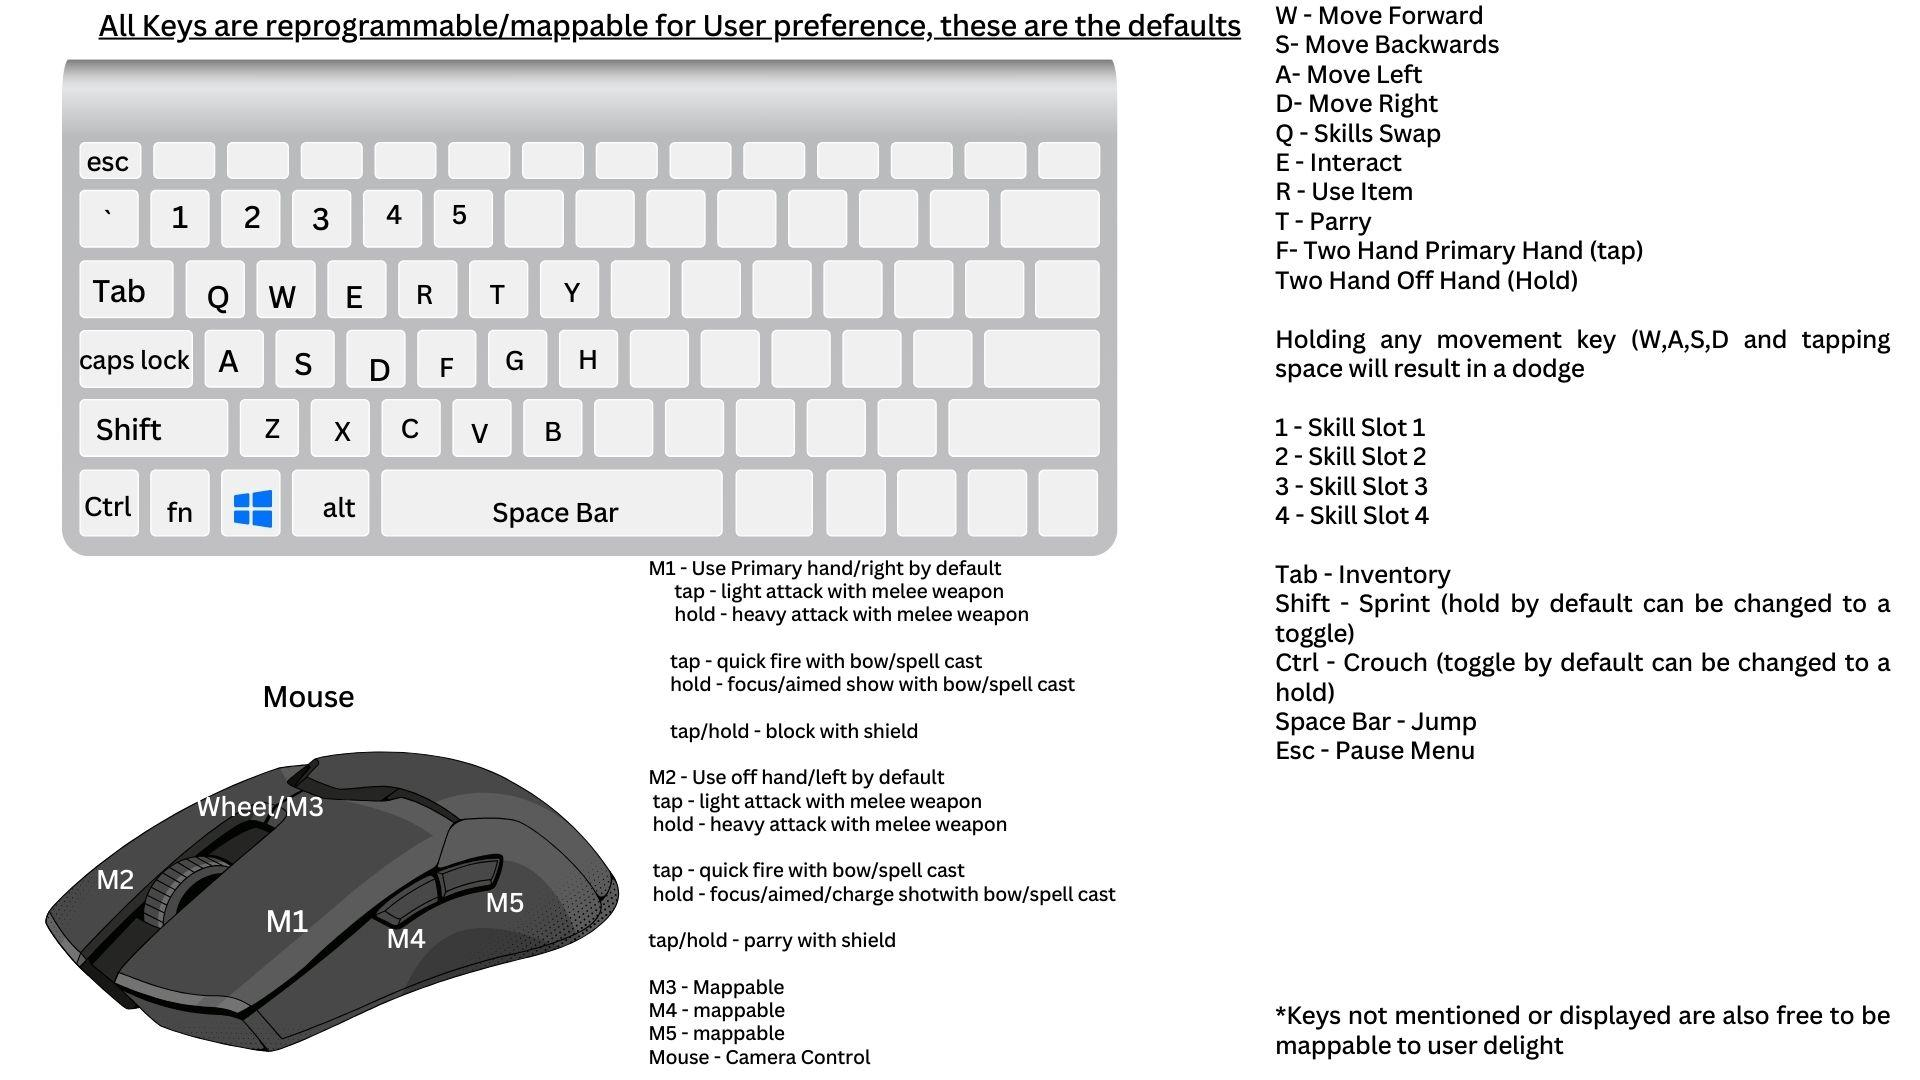 All Keys are reprogrammable/mappable for User preference, these are the defaults
esc
` 1 2 3 4 5
Tab Q W E R T Y
caps lock A S D F G H
Shift Z X C V B
Ctrl fn alt Space Bar
Mouse
Wheel/M3
M2
M1
M5
M4
M1 - Use Primary hand/right by default
tap - light attack with melee weapon
hold - heavy attack with melee weapon
tap - quick fire with bow/spell cast
hold - focus/aimed show with bow/spell cast
tap/hold - block with shield
M2 - Use off hand/left by default
tap - light attack with melee weapon
hold - heavy attack with melee weapon
tap - quick fire with bow/spell cast
hold - focus/aimed/charge shotwith bow/spell cast
tap/hold - parry with shield
M3 - Mappable
M4 - mappable
M5 - mappable
Mouse - Camera Control
W - Move Forward
S- Move Backwards
A- Move Left
D- Move Right
Q - Skills Swap
E - Interact
R - Use Item
T - Parry
F- Two Hand Primary Hand (tap)
Two Hand Off Hand (Hold)
Holding any movement key (W,A,S,D and tapping
space will result in a dodge
1 - Skill Slot 1
2 - Skill Slot 2
3 - Skill Slot 3
4 - Skill Slot 4
Tab - Inventory
Shift - Sprint (hold by default can be changed to a
toggle)
Ctrl - Crouch (toggle by default can be changed to a
hold)
Space Bar - Jump
Esc - Pause Menu
*Keys not mentioned or displayed are also free to be
mappable to user delight